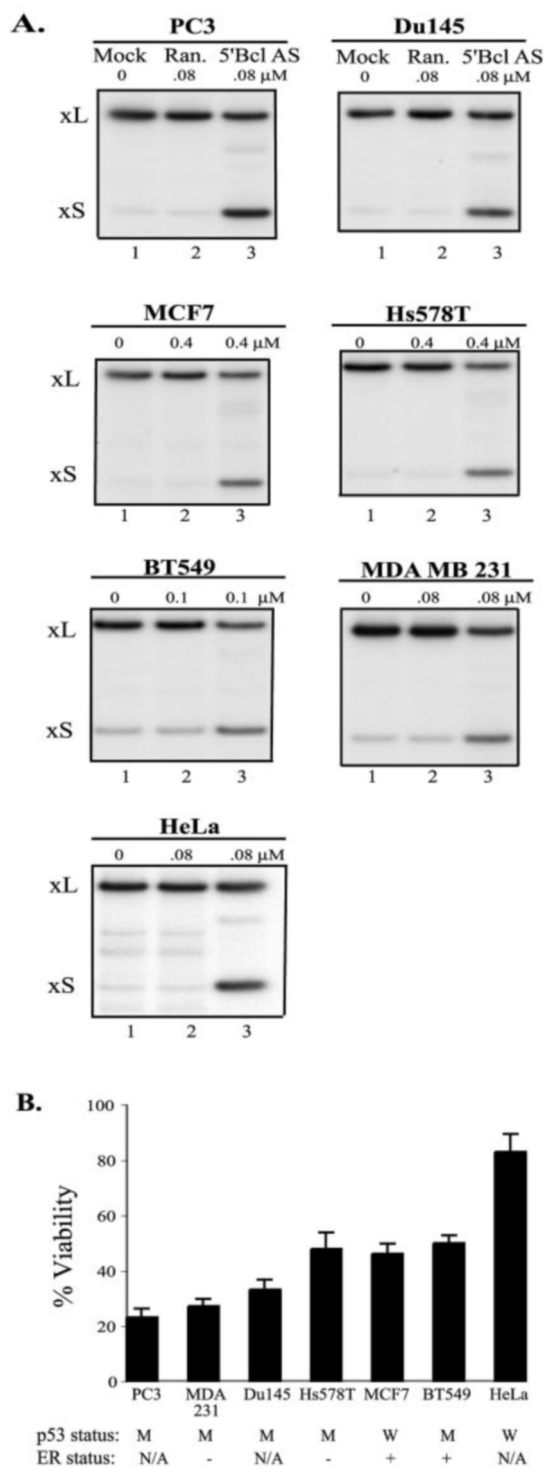 A.
PC3 Du145
Mock Ran. 5'Bcl AS Mock Ran. 5'Bcl AS
0 .08 .08 µM 0 .08 .08 µM
xL
xS
1 2 3 1 2 3
MCF7 Hs578T
0 0.4 0.4 µM 0 0.4 0.4 µM
xL
xS
1 2 3 1 2 3
BT549 MDA MB 231
0 0.1 0.1 µM 0 .08 .08 µM
xL
xS
1 2 3 1 2 3
HeLa
0 .08 .08 µM
xL
xS
1 2 3
B.
100
80
60
40
20
0
% Viability
PC3 MDA 231 Du145 Hs578T MCF7 BT549 HeLa
p53 status: M M M M W M W
ER status: N/A - N/A - + + N/A